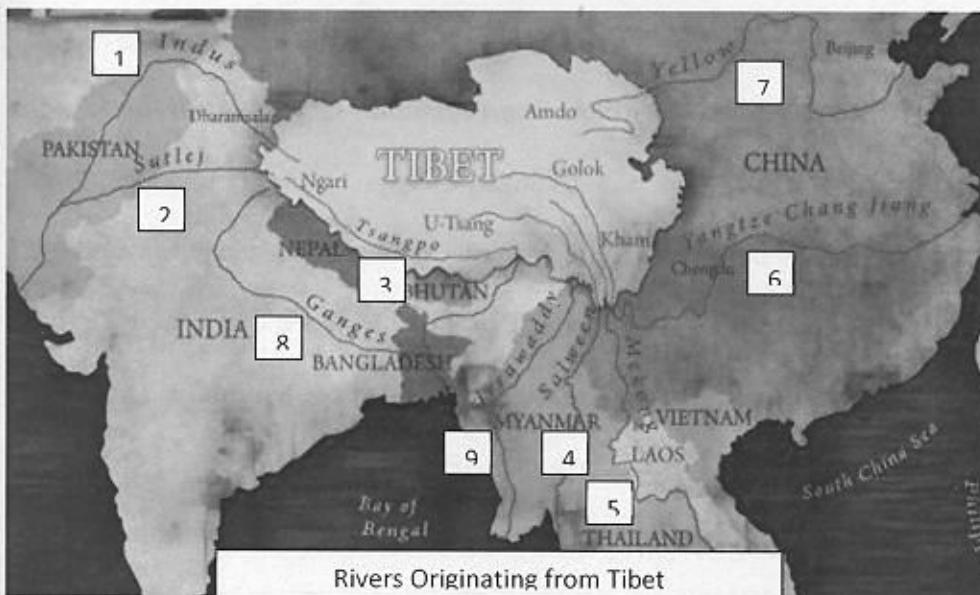 1
Indus
Yellow
Beijing
7
Amdo
Dharamsala
PAKISTAN
Sutlej
TIBET
Golok
CHINA
Ngari
2
U-Tsang
Tsangpo
Kham
Yangtze Chang Jiang
NEPAL
Chengdu
6
3
BHUTAN
Ganges
INDIA
8
BANGLADESH
Irrawaddy
Salween
Mekong
MYANMAR
VIETNAM
9
4
LAOS
South China Sea
5
Bay of
Bengal
THAILAND
Rivers Originating from Tibet